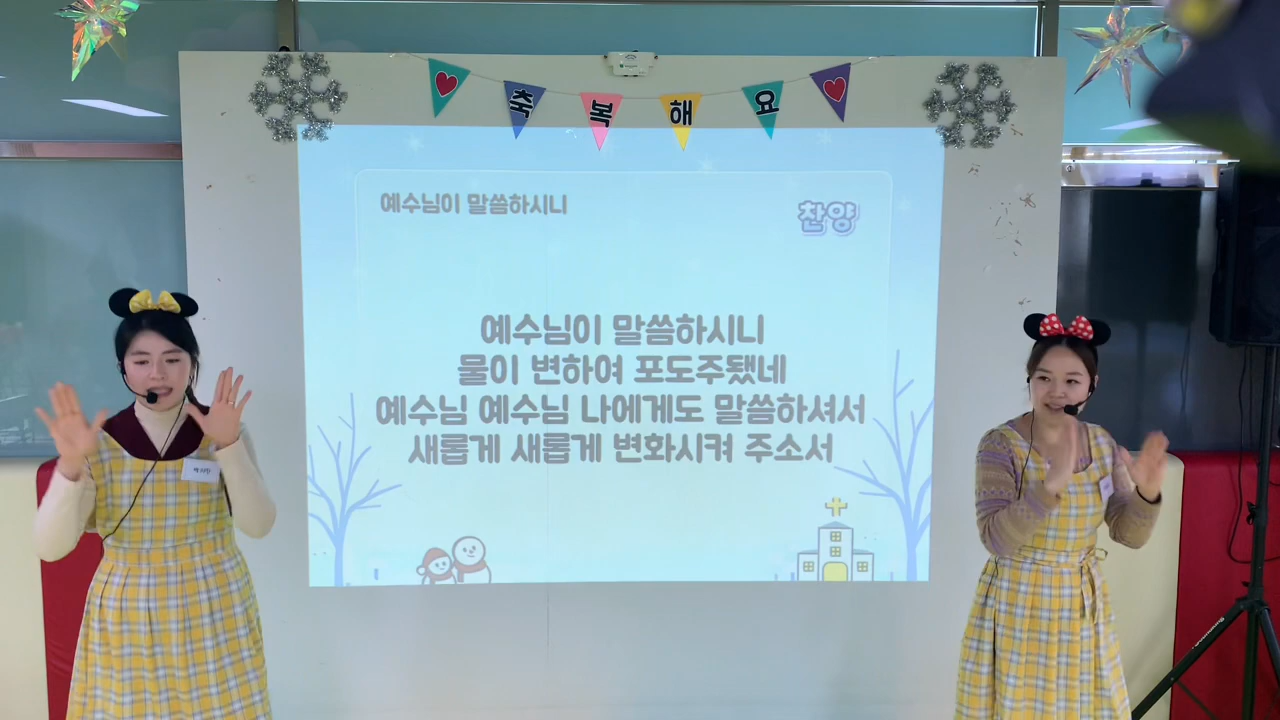 축복해요
예수님이 말씀하시니
찬양
예수님이 말씀하시니
물이 변하여 포도주됐네
예수님 예수님 나에게도 말씀하셔서
새롭게 새롭게 변화시켜 주소서